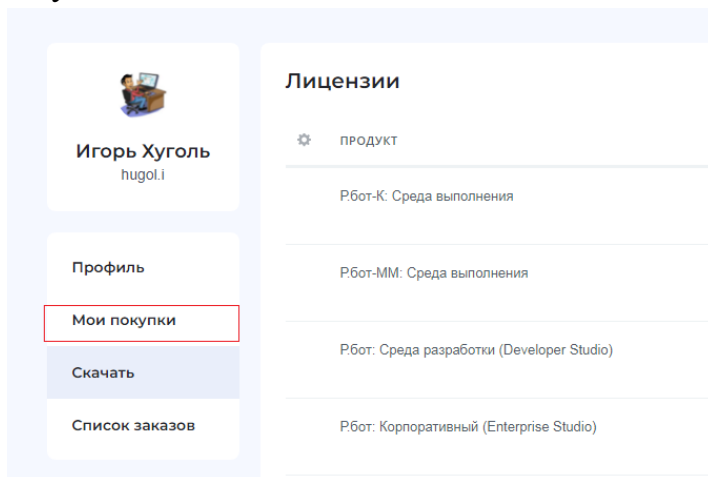 Игорь Хуголь
hugol.i
Профиль
Мои покупки
Скачать
Список заказов
Лицензии
ПРОДУКТ
Р.бот-К: Среда выполнения
Р.бот-ММ: Среда выполнения
Р.бот: Среда разработки (Developer Studio)
Р.бот: Корпоративный (Enterprise Studio)